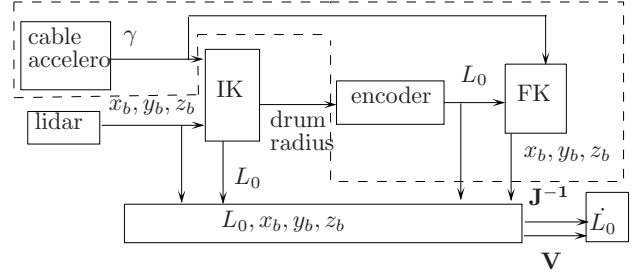 cable
accelero
γ
x_b, y_b, z_b
lidar
IK
drum
radius
encoder
L_0
FK
x_b, y_b, z_b
L_0
L_0, x_b, y_b, z_b
J^{-1}
V
\dot{L}_0